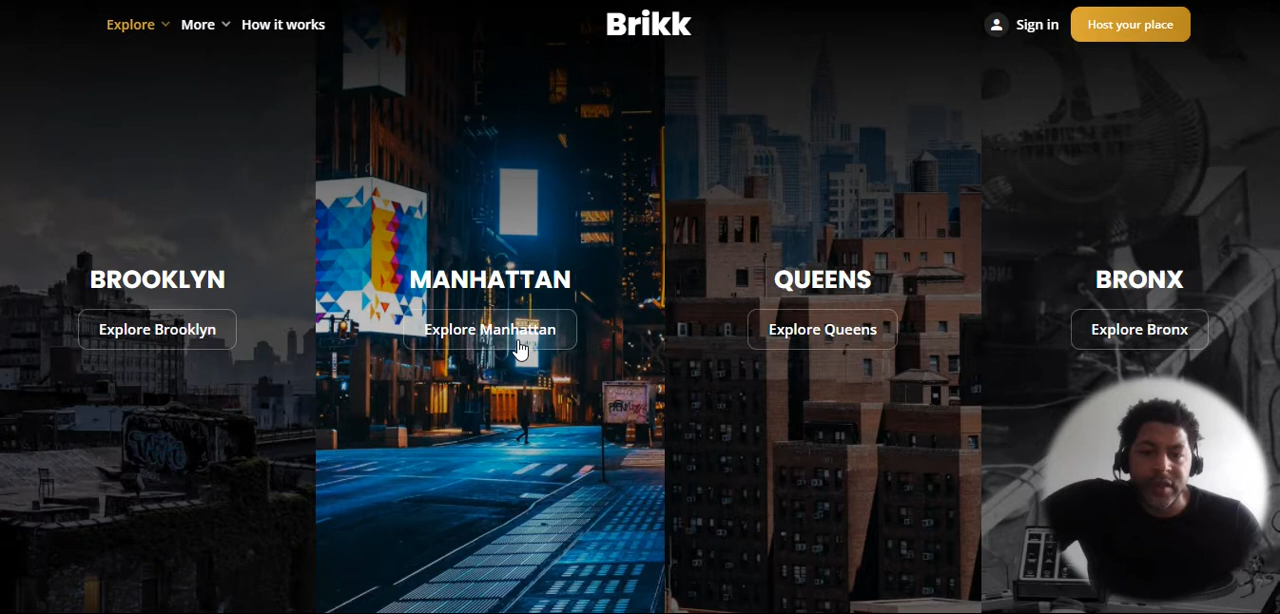 Explore
More
How it works
Brikk
Sign in
Host your place
BROOKLYN
Explore Brooklyn
MANHATTAN
Explore Manhattan
QUEENS
Explore Queens
BRONX
Explore Bronx